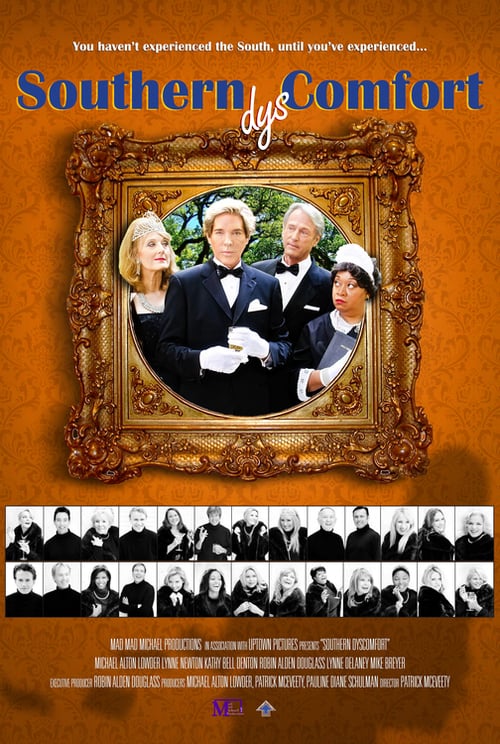 You haven't experienced the South, until you've experienced...
Southern dys Comfort
MAD MAD MICHAEL PRODUCTIONS IN ASSOCIATION WITH UPTOWN PICTURES PRESENTS "SOUTHERN DYSCOMFORT"
MICHAEL ALTON LOWDER LYNNE NEWTON KATHY BELL DENTON ROBIN ALDEN DOUGLASS LYNNE DELANEY MIKE BREYER
EXECUTIVE PRODUCER ROBIN ALDEN DOUGLASS PRODUCERS MICHAEL ALTON LOWDER, PATRICK MCEVEETY, PAULINE DIANE SCHULMAN DIRECTOR PATRICK MCEVEETY